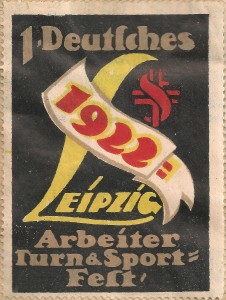 1. Deutſches
1922=
Leipzig
Arbeiter
Turn & Sport=
Feſt!